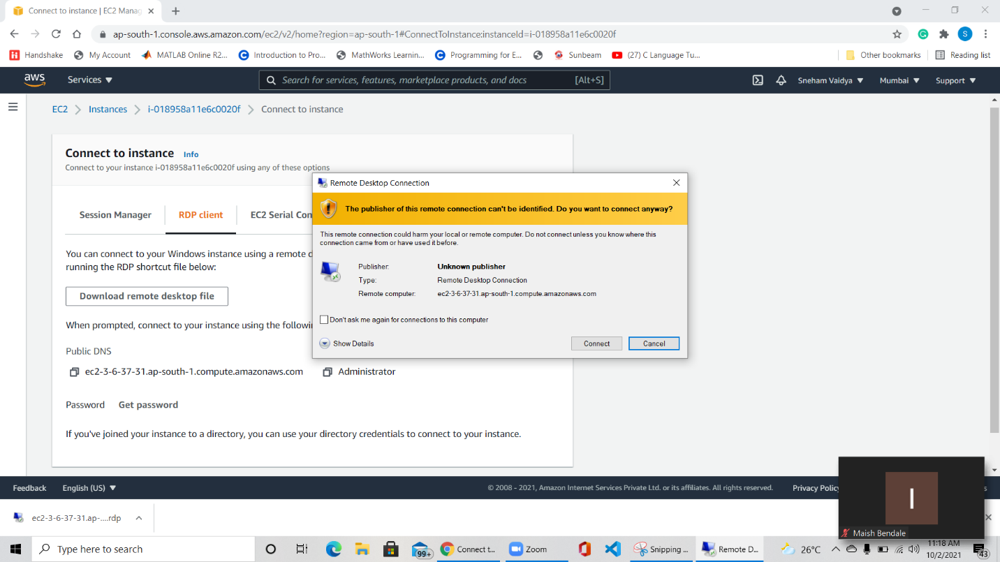 Connect to instance | EC2 Manag
ap-south-1.console.aws.amazon.com/ec2/v2/home?region=ap-south-1#ConnectToInstance:instanceId=i-018958a11e6c0020f
S
Handshake
My Account
MATLAB Online R2...
Introduction to Pro...
MathWorks Learnin...
Programming for E...
Sunbeam
(27) C Language Tu...
Other bookmarks
Reading list
aws
Services
Search for services, features, marketplace products, and docs
[Alt+S]
Sneham Vaidya
Mumbai
Support
EC2
Instances
i-018958a11e6c0020f
Connect to instance
Connect to instance Info
Connect to your instance i-018958a11e6c0020f using any of these options
Session Manager
RDP client
EC2 Serial Con
You can connect to your Windows instance using a remote d
running the RDP shortcut file below:
Download remote desktop file
When prompted, connect to your instance using the followi
Public DNS
ec2-3-6-37-31.ap-south-1.compute.amazonaws.com
Administrator
Password
Get password
If you've joined your instance to a directory, you can use your directory credentials to connect to your instance.
Remote Desktop Connection
The publisher of this remote connection can't be identified. Do you want to connect anyway?
This remote connection could harm your local or remote computer. Do not connect unless you know where this
connection came from or have used it before.
Publisher: Unknown publisher
Type: Remote Desktop Connection
Remote computer: ec2-3-6-37-31.ap-south-1.compute.amazonaws.com
Don't ask me again for connections to this computer
Show Details
Connect
Cancel
Feedback
English (US)
© 2008 - 2021, Amazon Internet Services Private Ltd. or its affiliates. All rights reserved.
Privacy Policy
s
I
Maish Bendale
ec2-3-6-37-31.ap-....rdp
Type here to search
99+
Connect t...
Zoom
Snipping ...
Remote D...
26°C
11:18 AM
10/2/2021
43